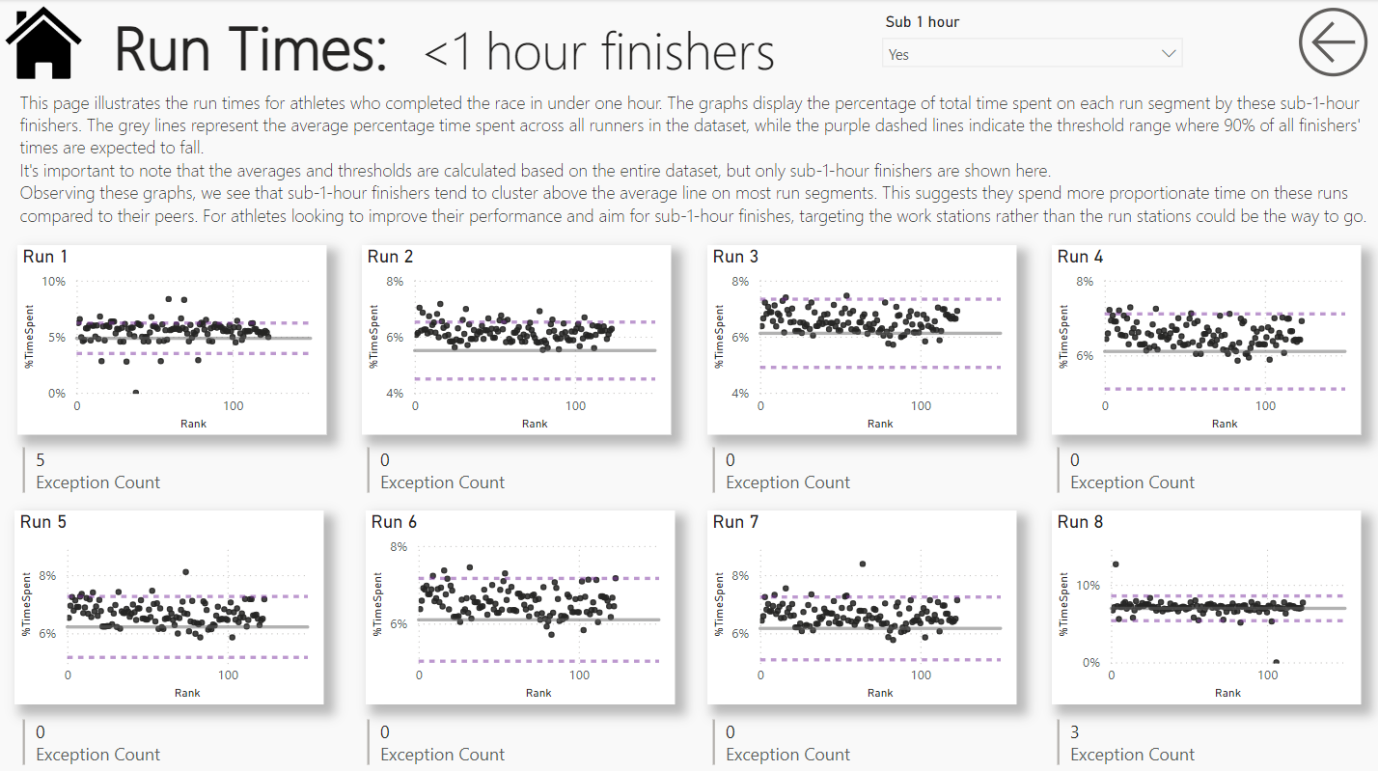 Run Times: <1 hour finishers
Sub 1 hour
Yes
This page illustrates the run times for athletes who completed the race in under one hour. The graphs display the percentage of total time spent on each run segment by these sub-1-hour
finishers. The grey lines represent the average percentage time spent across all runners in the dataset, while the purple dashed lines indicate the threshold range where 90% of all finishers'
times are expected to fall.
It's important to note that the averages and thresholds are calculated based on the entire dataset, but only sub-1-hour finishers are shown here.
Observing these graphs, we see that sub-1-hour finishers tend to cluster above the average line on most run segments. This suggests they spend more proportionate time on these runs
compared to their peers. For athletes looking to improve their performance and aim for sub-1-hour finishes, targeting the work stations rather than the run stations could be the way to go.
Run 1
10%
5%
0%
%TimeSpent
0 100
Rank
5
Exception Count
Run 2
8%
6%
4%
%TimeSpent
0 100
Rank
0
Exception Count
Run 3
8%
6%
4%
%TimeSpent
0 100
Rank
0
Exception Count
Run 4
8%
6%
%TimeSpent
0 100
Rank
0
Exception Count
Run 5
8%
6%
%TimeSpent
0 100
Rank
0
Exception Count
Run 6
8%
6%
%TimeSpent
0 100
Rank
0
Exception Count
Run 7
8%
6%
%TimeSpent
0 100
Rank
0
Exception Count
Run 8
10%
0%
%TimeSpent
0 100
Rank
3
Exception Count